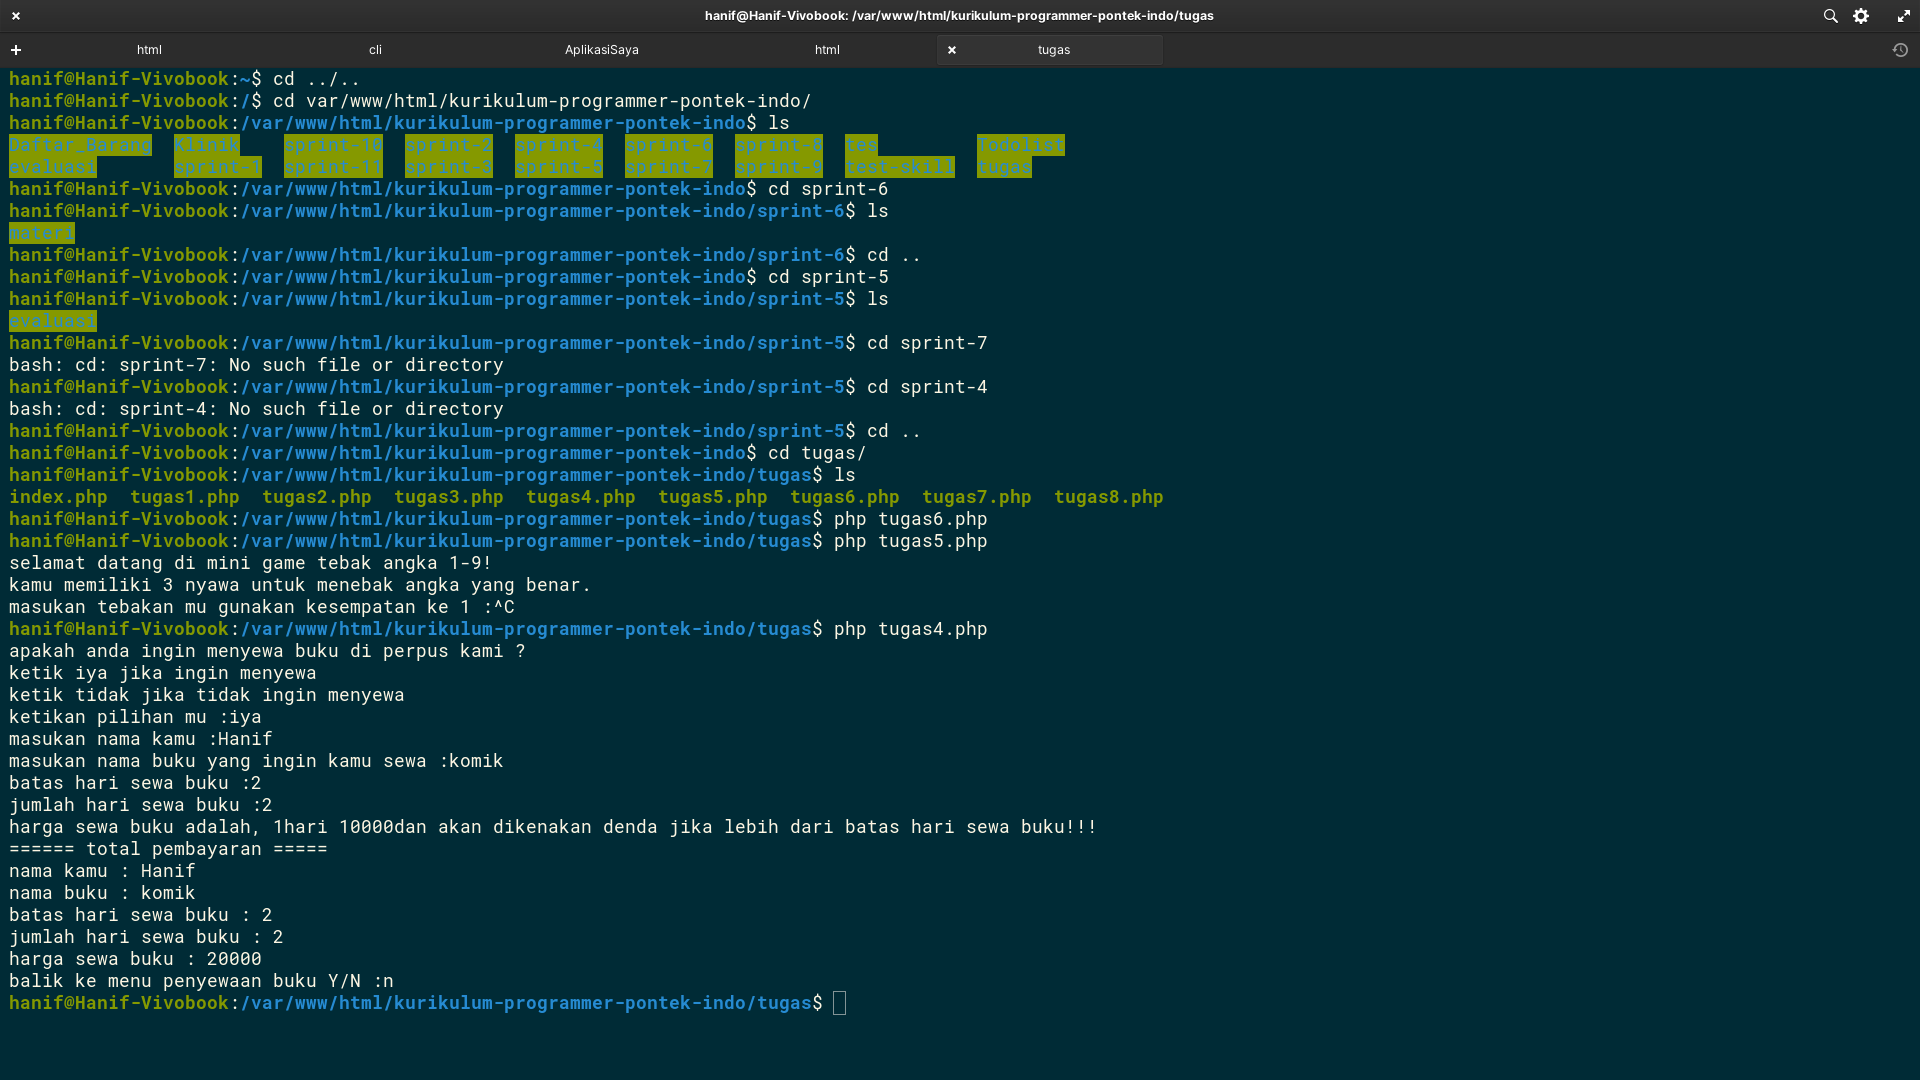 hanif@Hanif-Vivobook: /var/www/html/kurikulum-programmer-pontek-indo/tugas
html cli AplikasiSaya html tugas
hanif@Hanif-Vivobook:~$ cd ../..
hanif@Hanif-Vivobook:/$ cd var/www/html/kurikulum-programmer-pontek-indo/
hanif@Hanif-Vivobook:/var/www/html/kurikulum-programmer-pontek-indo$ ls
Daftar_Barang  Klinik    sprint-10  sprint-2  sprint-4  sprint-6  sprint-8  tes         Todolist
evaluasi       sprint-1  sprint-11  sprint-3  sprint-5  sprint-7  sprint-9  test-skill  tugas
hanif@Hanif-Vivobook:/var/www/html/kurikulum-programmer-pontek-indo$ cd sprint-6
hanif@Hanif-Vivobook:/var/www/html/kurikulum-programmer-pontek-indo/sprint-6$ ls
materi
hanif@Hanif-Vivobook:/var/www/html/kurikulum-programmer-pontek-indo/sprint-6$ cd ..
hanif@Hanif-Vivobook:/var/www/html/kurikulum-programmer-pontek-indo$ cd sprint-5
hanif@Hanif-Vivobook:/var/www/html/kurikulum-programmer-pontek-indo/sprint-5$ ls
evaluasi
hanif@Hanif-Vivobook:/var/www/html/kurikulum-programmer-pontek-indo/sprint-5$ cd sprint-7
bash: cd: sprint-7: No such file or directory
hanif@Hanif-Vivobook:/var/www/html/kurikulum-programmer-pontek-indo/sprint-5$ cd sprint-4
bash: cd: sprint-4: No such file or directory
hanif@Hanif-Vivobook:/var/www/html/kurikulum-programmer-pontek-indo/sprint-5$ cd ..
hanif@Hanif-Vivobook:/var/www/html/kurikulum-programmer-pontek-indo$ cd tugas/
hanif@Hanif-Vivobook:/var/www/html/kurikulum-programmer-pontek-indo/tugas$ ls
index.php  tugas1.php  tugas2.php  tugas3.php  tugas4.php  tugas5.php  tugas6.php  tugas7.php  tugas8.php
hanif@Hanif-Vivobook:/var/www/html/kurikulum-programmer-pontek-indo/tugas$ php tugas6.php
hanif@Hanif-Vivobook:/var/www/html/kurikulum-programmer-pontek-indo/tugas$ php tugas5.php
selamat datang di mini game tebak angka 1-9!
kamu memiliki 3 nyawa untuk menebak angka yang benar.
masukan tebakan mu gunakan kesempatan ke 1 :^C
hanif@Hanif-Vivobook:/var/www/html/kurikulum-programmer-pontek-indo/tugas$ php tugas4.php
apakah anda ingin menyewa buku di perpus kami ?
ketik iya jika ingin menyewa
ketik tidak jika tidak ingin menyewa
ketikan pilihan mu :iya
masukan nama kamu :Hanif
masukan nama buku yang ingin kamu sewa :komik
batas hari sewa buku :2
jumlah hari sewa buku :2
harga sewa buku adalah, 1hari 10000dan akan dikenakan denda jika lebih dari batas hari sewa buku!!!
====== total pembayaran =====
nama kamu : Hanif
nama buku : komik
batas hari sewa buku : 2
jumlah hari sewa buku : 2
harga sewa buku : 20000
balik ke menu penyewaan buku Y/N :n
hanif@Hanif-Vivobook:/var/www/html/kurikulum-programmer-pontek-indo/tugas$